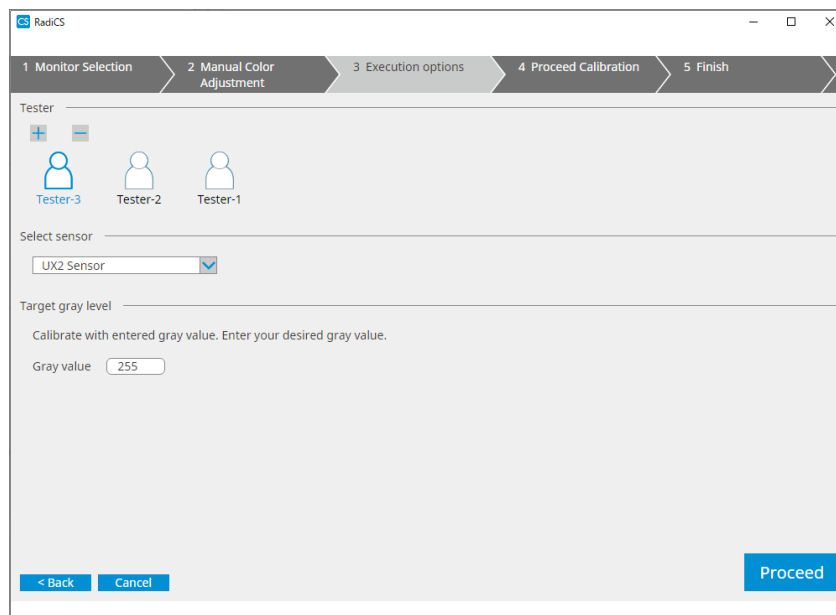 CS RadiCS
1 Monitor Selection
2 Manual Color
Adjustment
3 Execution options
4 Proceed Calibration
5 Finish
Tester
Tester-3 Tester-2 Tester-1
Select sensor
UX2 Sensor
Target gray level
Calibrate with entered gray value. Enter your desired gray value.
Gray value 255
< Back Cancel
Proceed